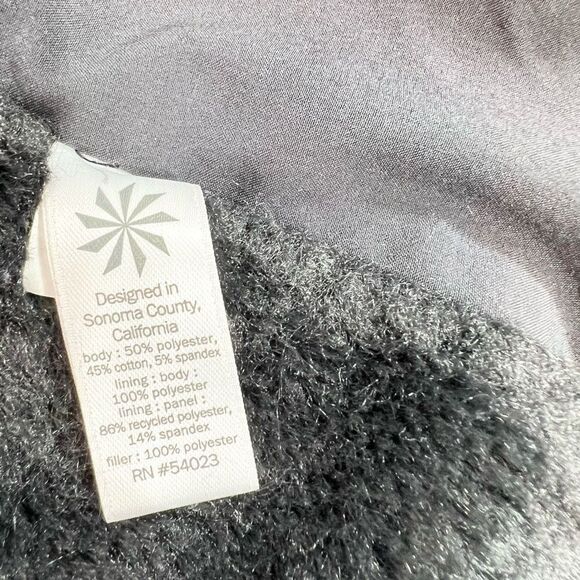 Designed in
Sonoma County,
California
body : 50% polyester,
45% cotton, 5% spandex
lining : body :
100% polyester
lining : panel :
86% recycled polyester,
14% spandex
filler : 100% polyester
RN #54023